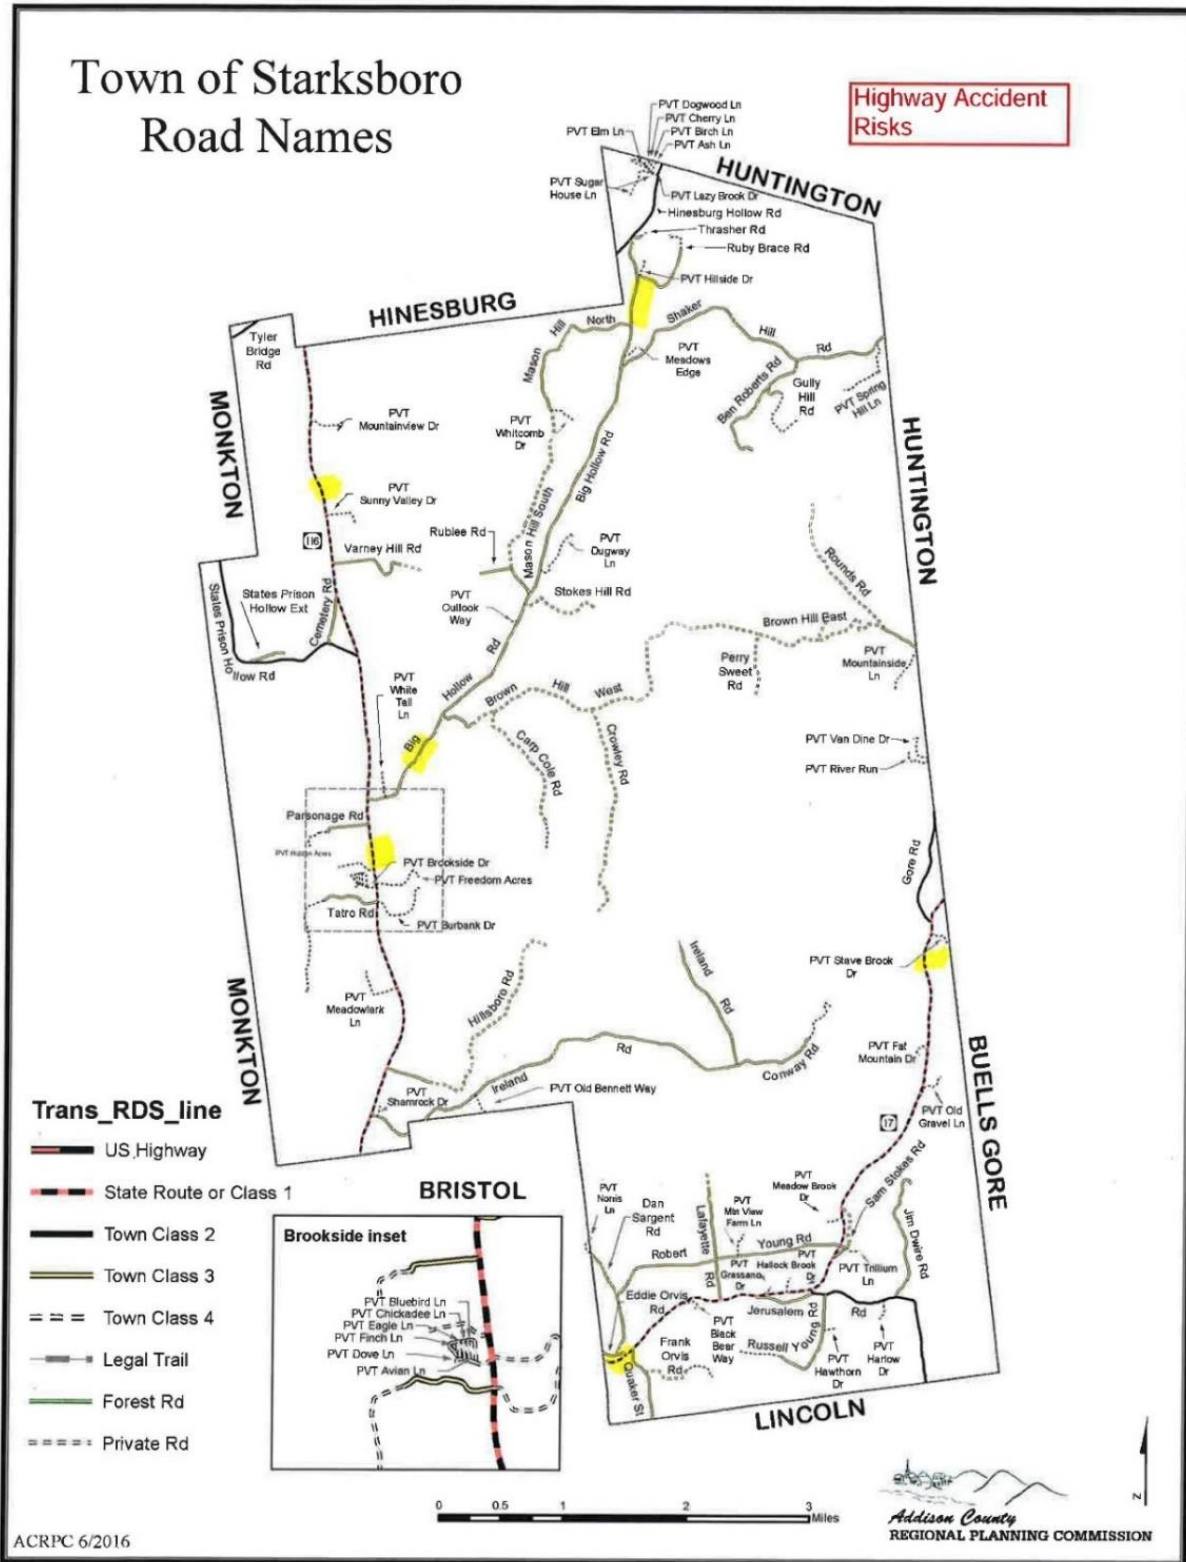 Town of Starksboro
Road Names
Highway Accident
Risks
PVT Dogwood Ln
PVT Cherry Ln
PVT Elm Ln
PVT Birch Ln
PVT Ash Ln
HUNTINGTON
PVT Sugar
House Ln
PVT Lazy Brook Dr
Hinesburg Hollow Rd
Thrasher Rd
Ruby Brace Rd
PVT Hillside Dr
HINESBURG
Tyler
Bridge
Rd
Mason
Hill
North
Shaker
Hill
Rd
PVT
Meadows
Edge
Ben Roberts Rd
Gully
Hill
Rd
PVT Spring
Hill Ln
MONKTON
PVT
Mountainview Dr
PVT
Whitcomb
Dr
Big Hollow Rd
HUNTINGTON
PVT
Sunny Valley Dr
116
Varney Hill Rd
Rublee Rd
Mason Hill South
PVT
Dugway
Ln
Rounds Rd
States Prison Ho
llow Rd
States Prison
Hollow Ext
Cemetery Rd
PVT
Outlook
Way
Stokes Hill Rd
Brown Hill East
Perry
Sweet
Rd
PVT
Mountainside
Ln
PVT
White
Tail
Ln
Big
Hollow
Rd
Brown
Hill
West
Carp Cole Rd
Crowley Rd
PVT Van Dine Dr
PVT River Run
Parsonage Rd
PVT Brookside Dr
PVT Freedom Acres
Tatro Rd
PVT Burbank Dr
Gore Rd
PVT Stave Brook
Dr
MONKTON
PVT
Meadowlark
Ln
Hillsboro Rd
Ireland
Rd
Ireland
Rd
Conway Rd
PVT Fat
Mountain Dr
BUELLS GORE
PVT
Shamrock Dr
PVT Old Bennett Way
PVT Old
Gravel Ln
17
Trans_RDS_line
US Highway
State Route or Class 1
Town Class 2
Town Class 3
Town Class 4
Legal Trail
Forest Rd
Private Rd
BRISTOL
Brookside inset
PVT Bluebird Ln
PVT Chickadee Ln
PVT Eagle Ln
PVT Finch Ln
PVT Dove Ln
PVT Avian Ln
PVT
Norris
Ln
Dan
Sargent
Rd
Lafayette
Rd
PVT
Mtn View
Farm Ln
PVT
Meadow Brook
Dr
Sam Stokes Rd
Jim Dwire Rd
Robert
Young Rd
PVT
Grassano
Dr
PVT
Hallock Brook
Dr
PVT Trillium
Ln
Eddie Orvis
Rd
Jerusalem
Rd
PVT
Black
Bear
Way
Russell Young Rd
PVT
Hawthorn
Dr
PVT
Harlow
Dr
Frank
Orvis
Rd
Quaker St
LINCOLN
0 0.5 1 2 3
Miles
N
Addison County
REGIONAL PLANNING COMMISSION
ACRPC 6/2016